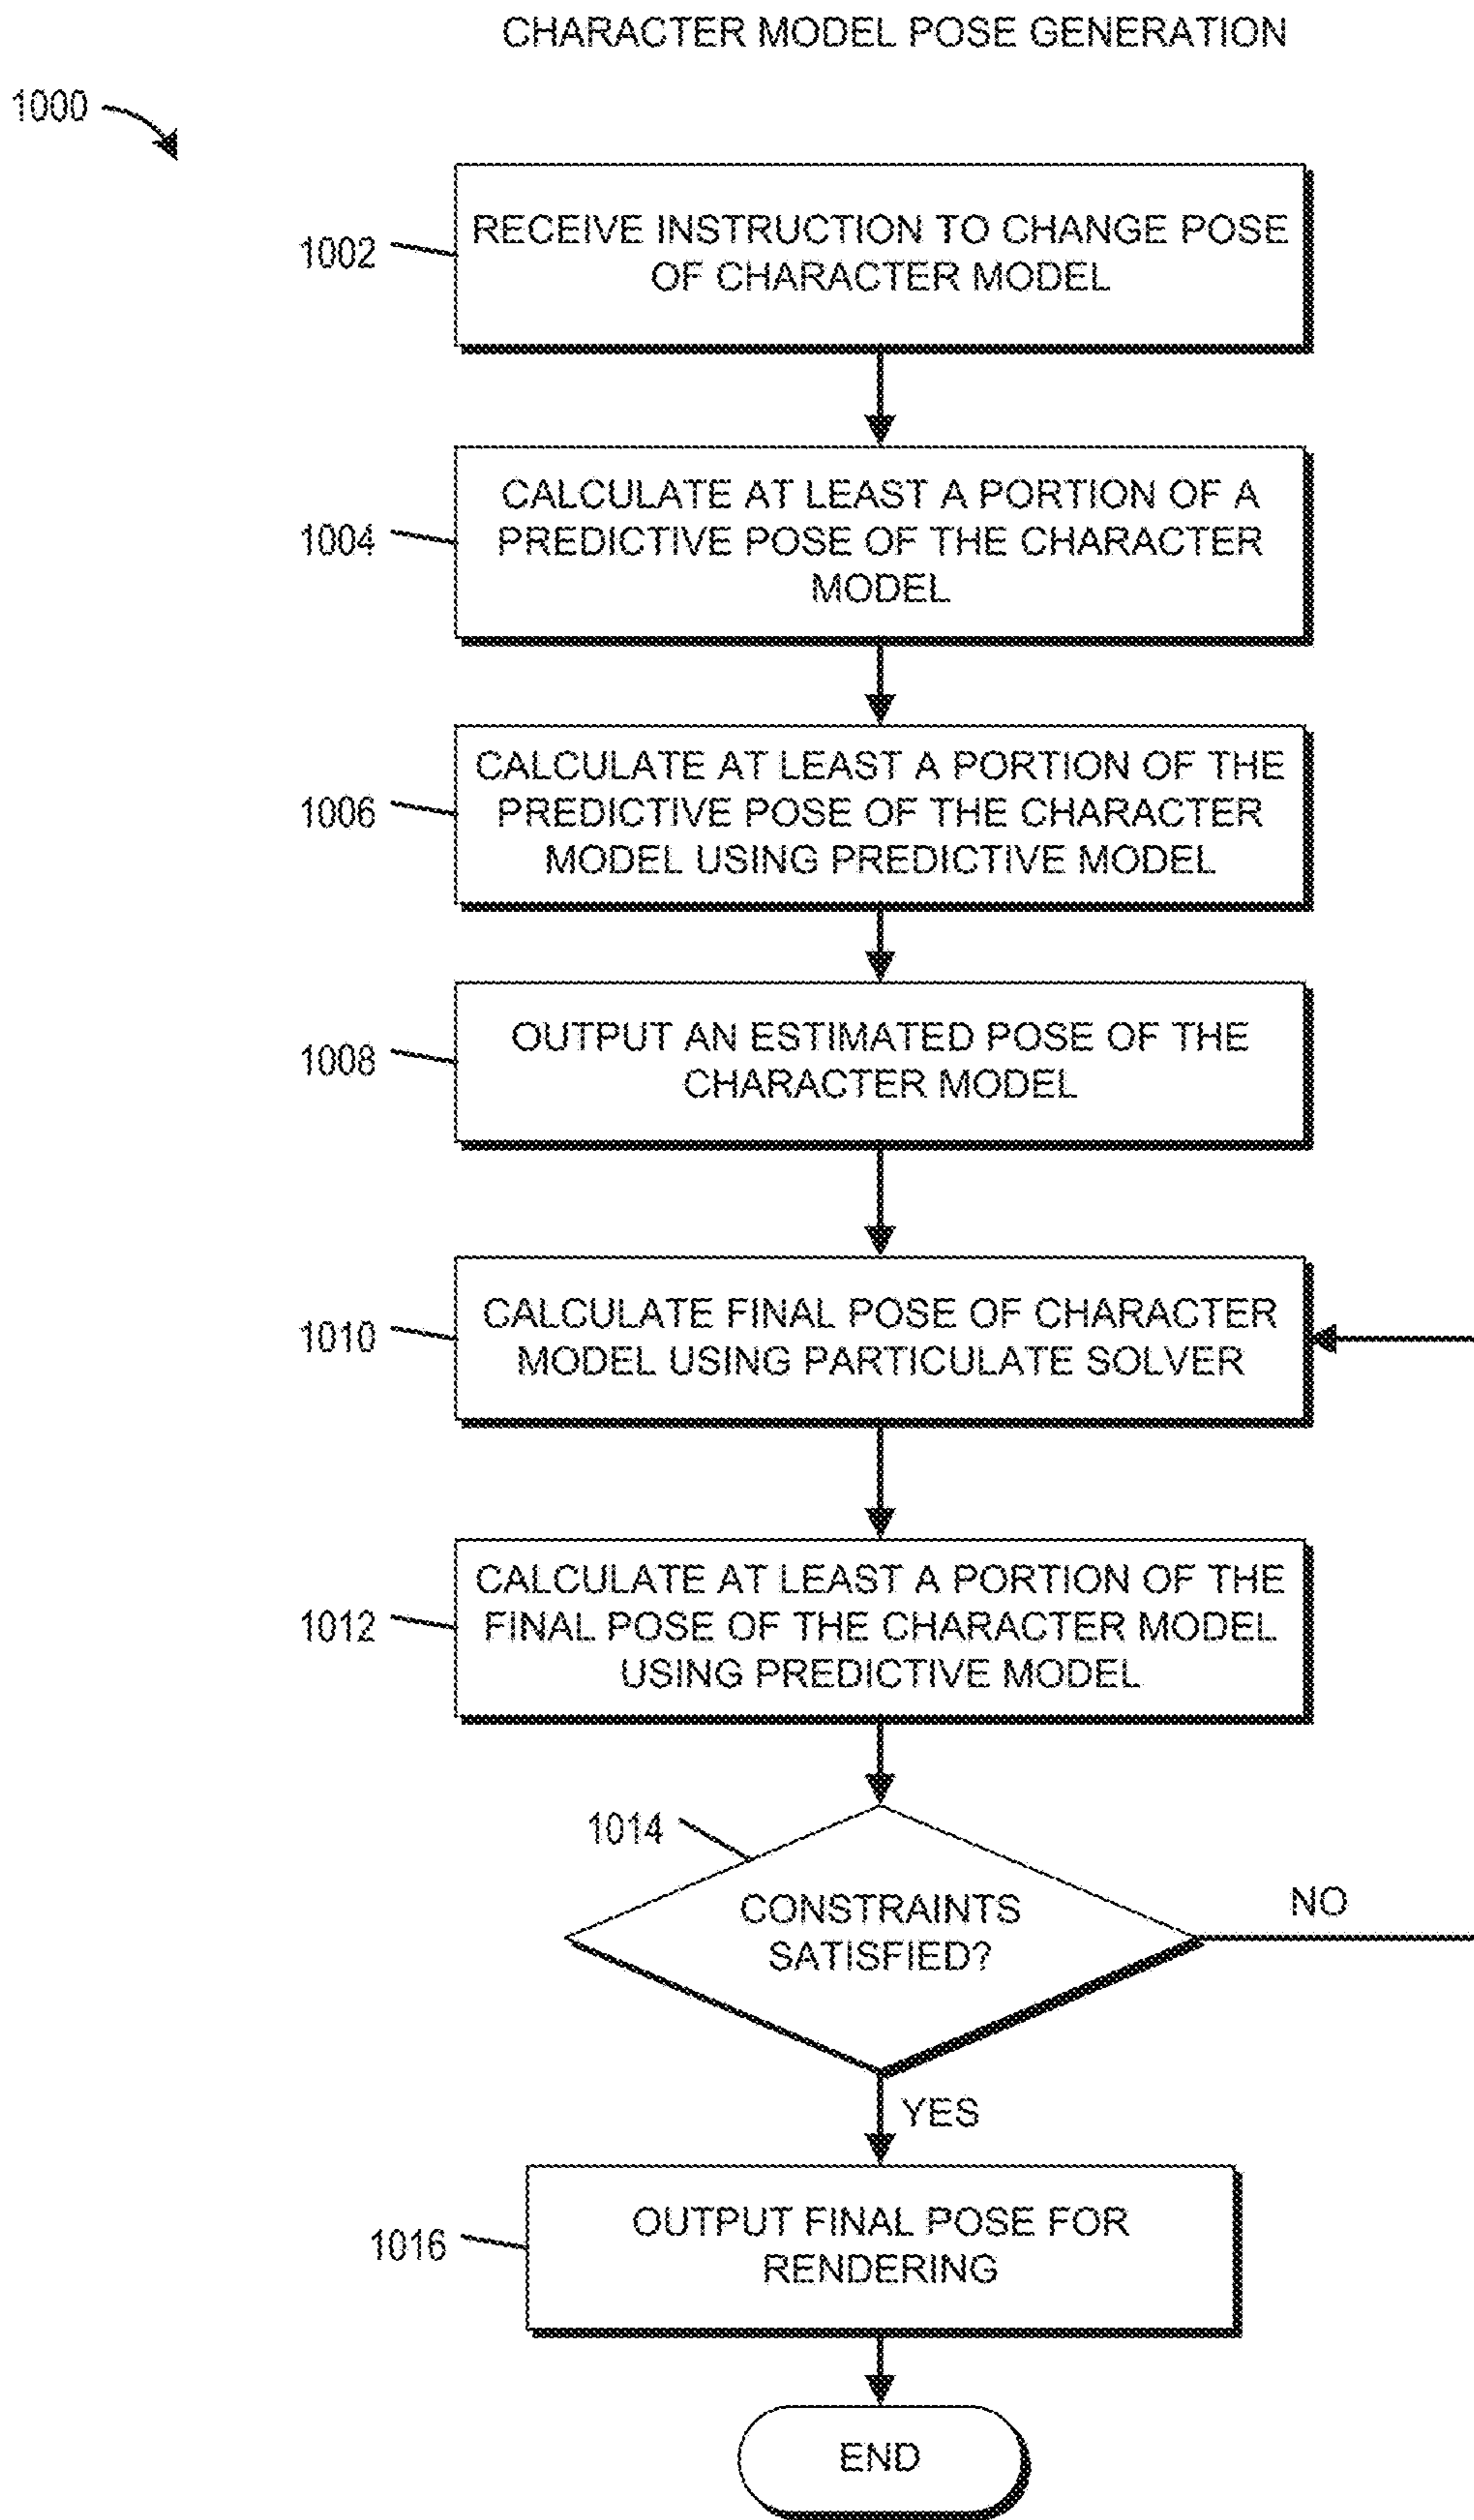 CHARACTER MODEL POSE GENERATION
1000
1002
RECEIVE INSTRUCTION TO CHANGE POSE
OF CHARACTER MODEL
1004
CALCULATE AT LEAST A PORTION OF A
PREDICTIVE POSE OF THE CHARACTER
MODEL
1006
CALCULATE AT LEAST A PORTION OF THE
PREDICTIVE POSE OF THE CHARACTER
MODEL USING PREDICTIVE MODEL
1008
OUTPUT AN ESTIMATED POSE OF THE
CHARACTER MODEL
1010
CALCULATE FINAL POSE OF CHARACTER
MODEL USING PARTICULATE SOLVER
1012
CALCULATE AT LEAST A PORTION OF THE
FINAL POSE OF THE CHARACTER MODEL
USING PREDICTIVE MODEL
1014
CONSTRAINTS
SATISFIED?
NO
YES
1016
OUTPUT FINAL POSE FOR
RENDERING
END